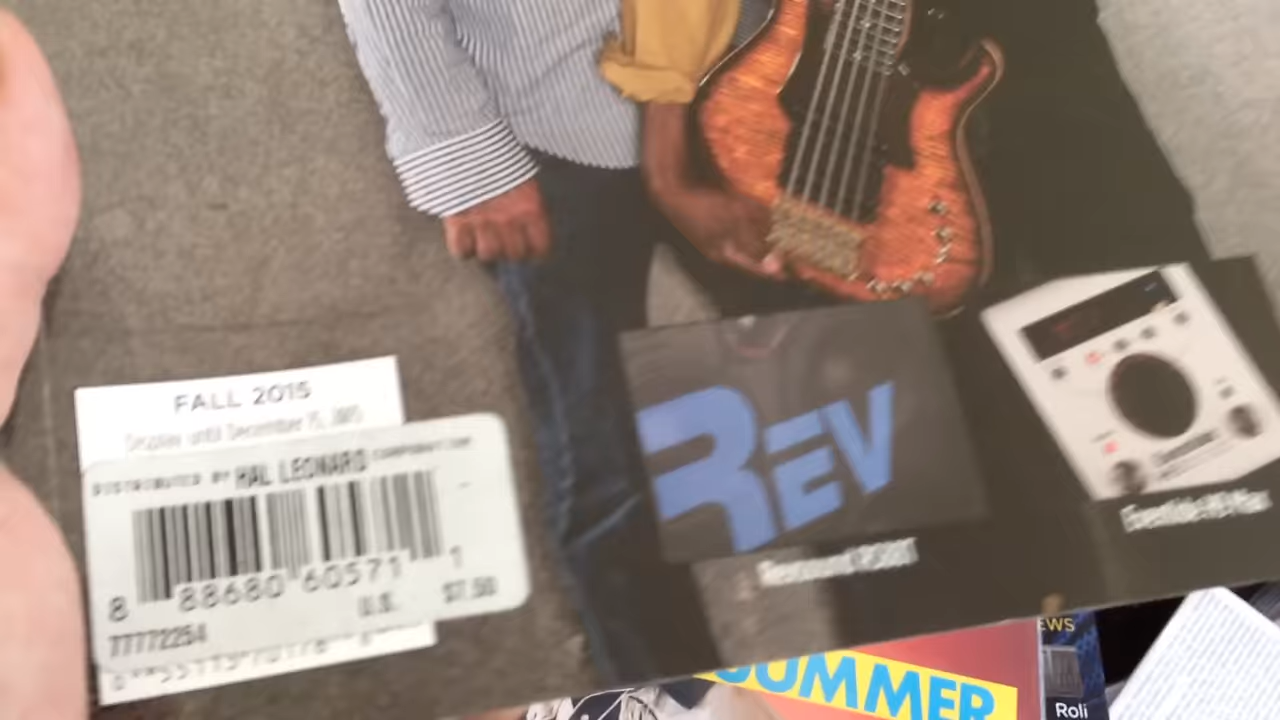 FALL 2015
Display until December 15, 2015
DISTRIBUTED BY HAL LEONARD CORPORATION
8 88680 60571 1
U.S. $7.50
77772254
REV
SUMMER
EWS
Roli